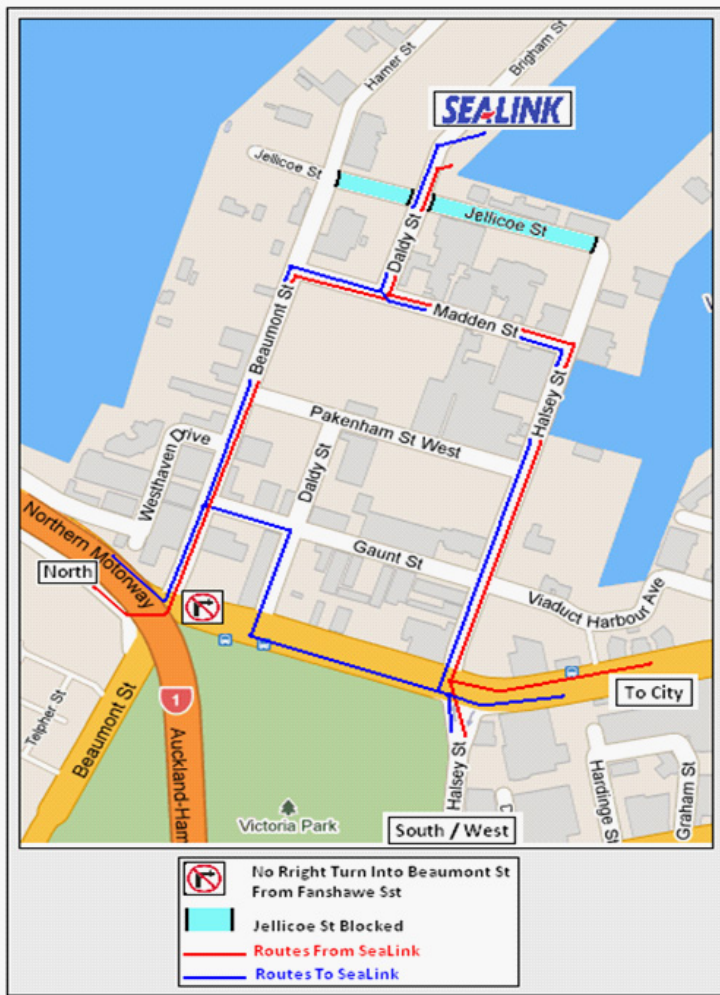 Hamer St
Brigham St
SEALINK
Jellicoe St
Jellicoe St
Daldy St
Beaumont St
Madden St
Halsey St
Pakenham St West
Westhaven Drive
Daldy St
Northern Motorway
Gaunt St
North
Viaduct Harbour Ave
1
To City
Telpher St
Beaumont St
Auckland-Ham
Halsey St
Hardinge St
Graham St
Victoria Park
South / West
No Rright Turn Into Beaumont St
From Fanshawe Sst
Jellicoe St Blocked
Routes From SeaLink
Routes To SeaLink